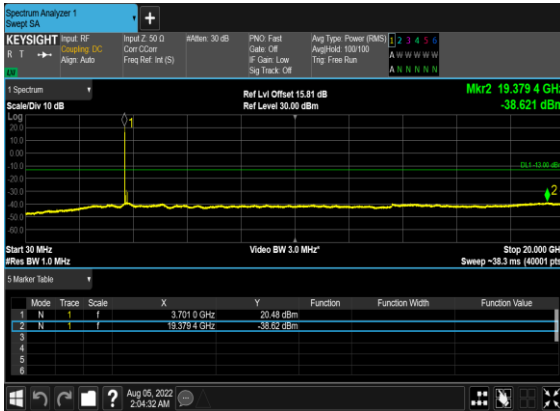 Spectrum Analyzer 1
Swept SA
+
KEYSIGHT Input: RF Input Z: 50 Ω #Atten: 30 dB PNO: Fast Avg Type: Power (RMS) 1 2 3 4 5 6
R T Coupling: DC Corr CCorr Gate: Off Avg|Hold: 100/100 A W W W W W
Align: Auto Freq Ref: Int (S) IF Gain: Low Trig: Free Run
Sig Track: Off A N N N N N
1 Spectrum
Ref Lvl Offset 15.81 dB Mkr2 19.379 4 GHz
Scale/Div 10 dB Ref Level 30.00 dBm -38.621 dBm
Log
20.0
10.0
0.00
-10.0
-20.0
-30.0
-40.0
-50.0
-60.0
1
DL1 -13.00 dBm
2
Start 30 MHz Video BW 3.0 MHz* Stop 20.000 GHz
#Res BW 1.0 MHz Sweep ~38.3 ms (40001 pts)
5 Marker Table
Mode Trace Scale X Y Function Function Width Function Value
1 N 1 f 3.701 0 GHz 20.48 dBm
2 N 1 f 19.379 4 GHz -38.62 dBm
3
4
5
6
? Aug 05, 2022
2:04:32 AM